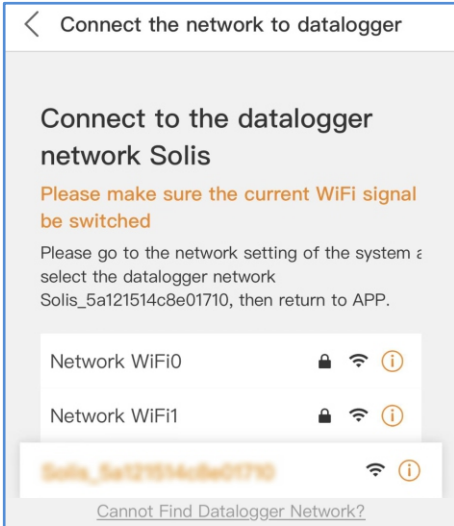 Connect the network to datalogger
Connect to the datalogger
network Solis
Please make sure the current WiFi signal
be switched
Please go to the network setting of the system a
select the datalogger network
Solis_5a121514c8e01710, then return to APP.
Network WiFi0
Network WiFi1
Solis_5a121514c8e01710
Cannot Find Datalogger Network?